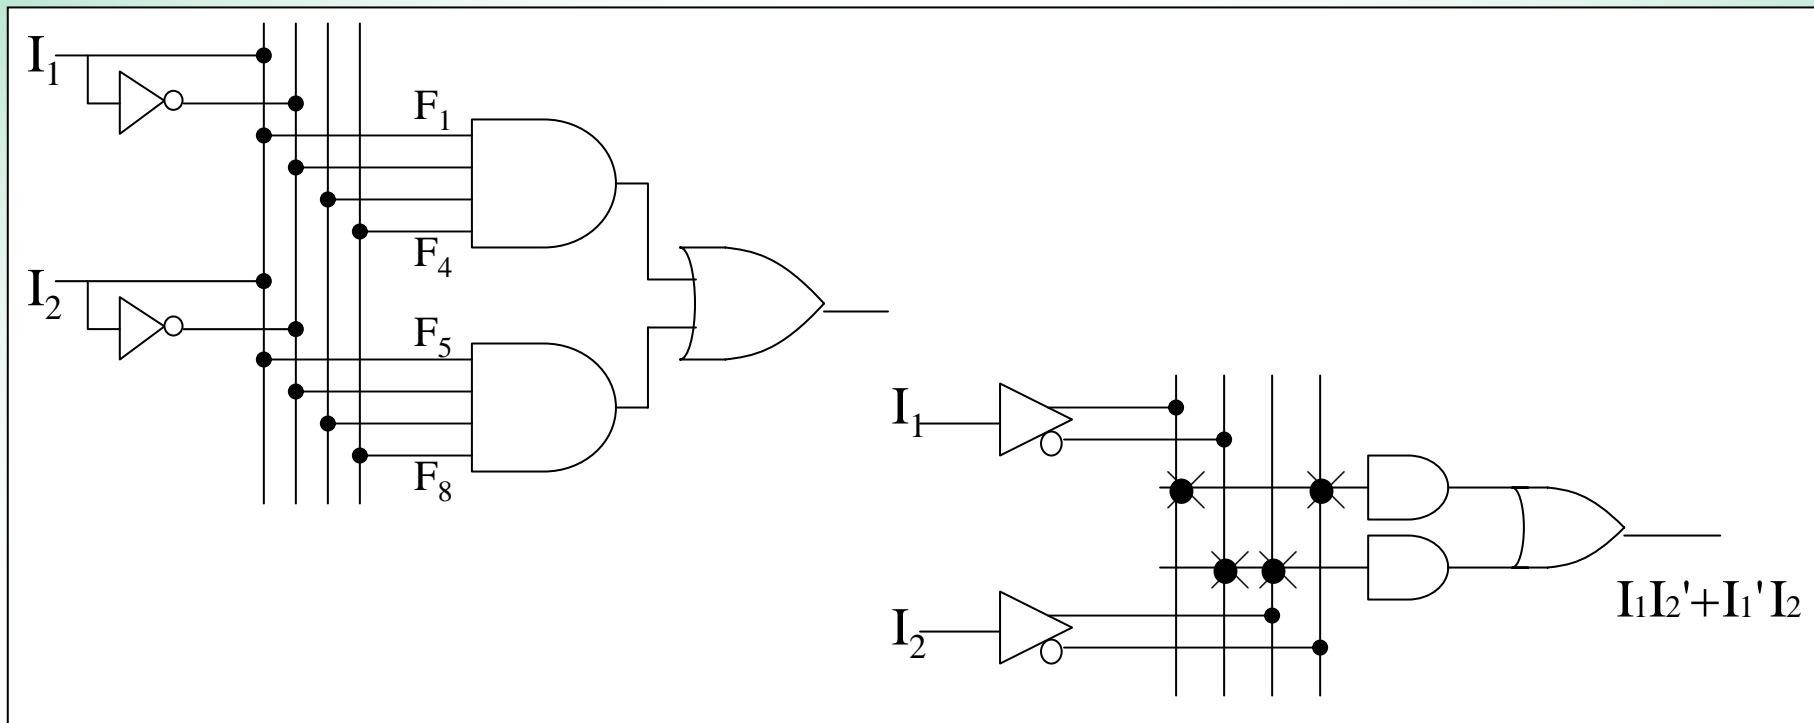 I₁
F₁
F₄
I₂
F₅
F₈
I₁
I₂
I₁I₂'+I₁'I₂